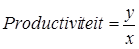 Productiviteit = y/x